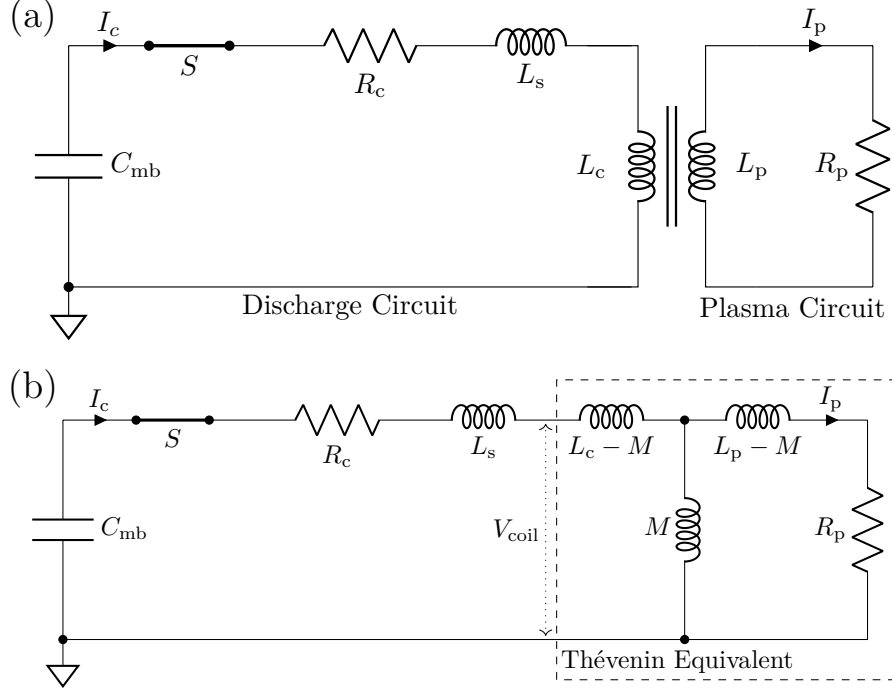 (a)
I_c
S
R_c
L_s
I_p
C_mb
L_c
L_p
R_p
Discharge Circuit
Plasma Circuit
(b)
I_c
S
R_c
L_s
L_c − M
L_p − M
I_p
C_mb
V_coil
M
R_p
Thévenin Equivalent